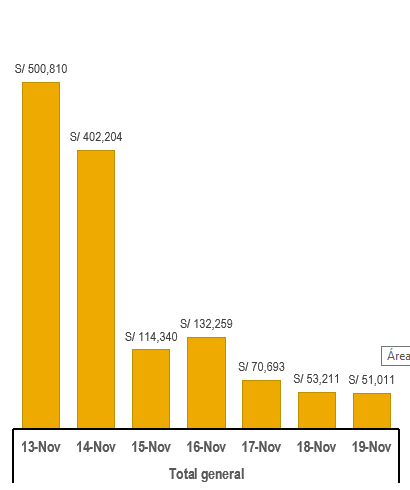 S/ 500,810
S/ 402,204
S/ 114,340
S/ 132,259
S/ 70,693
S/ 53,211
S/ 51,011
Área
13-Nov 14-Nov 15-Nov 16-Nov 17-Nov 18-Nov 19-Nov
Total general